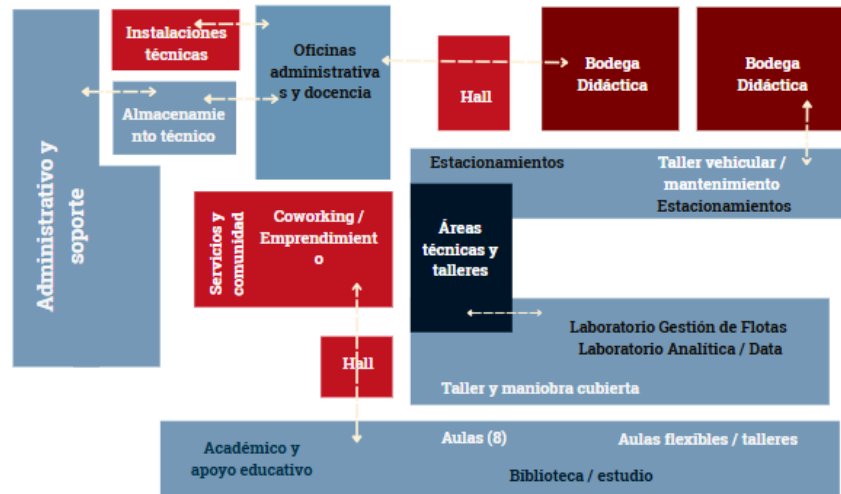 Instalaciones
técnicas
Oficinas
administrativa
s y docencia
Hall
Bodega
Didáctica
Bodega
Didáctica
Almacenamie
nto técnico
Administrativo y
soporte
Estacionamientos
Taller vehicular /
mantenimiento
Estacionamientos
Servicios y
comunidad
Coworking /
Emprendimient
o
Áreas
técnicas y
talleres
Laboratorio Gestión de Flotas
Laboratorio Analítica / Data
Hall
Taller y maniobra cubierta
Académico y
apoyo educativo
Aulas (8)
Aulas flexibles / talleres
Biblioteca / estudio